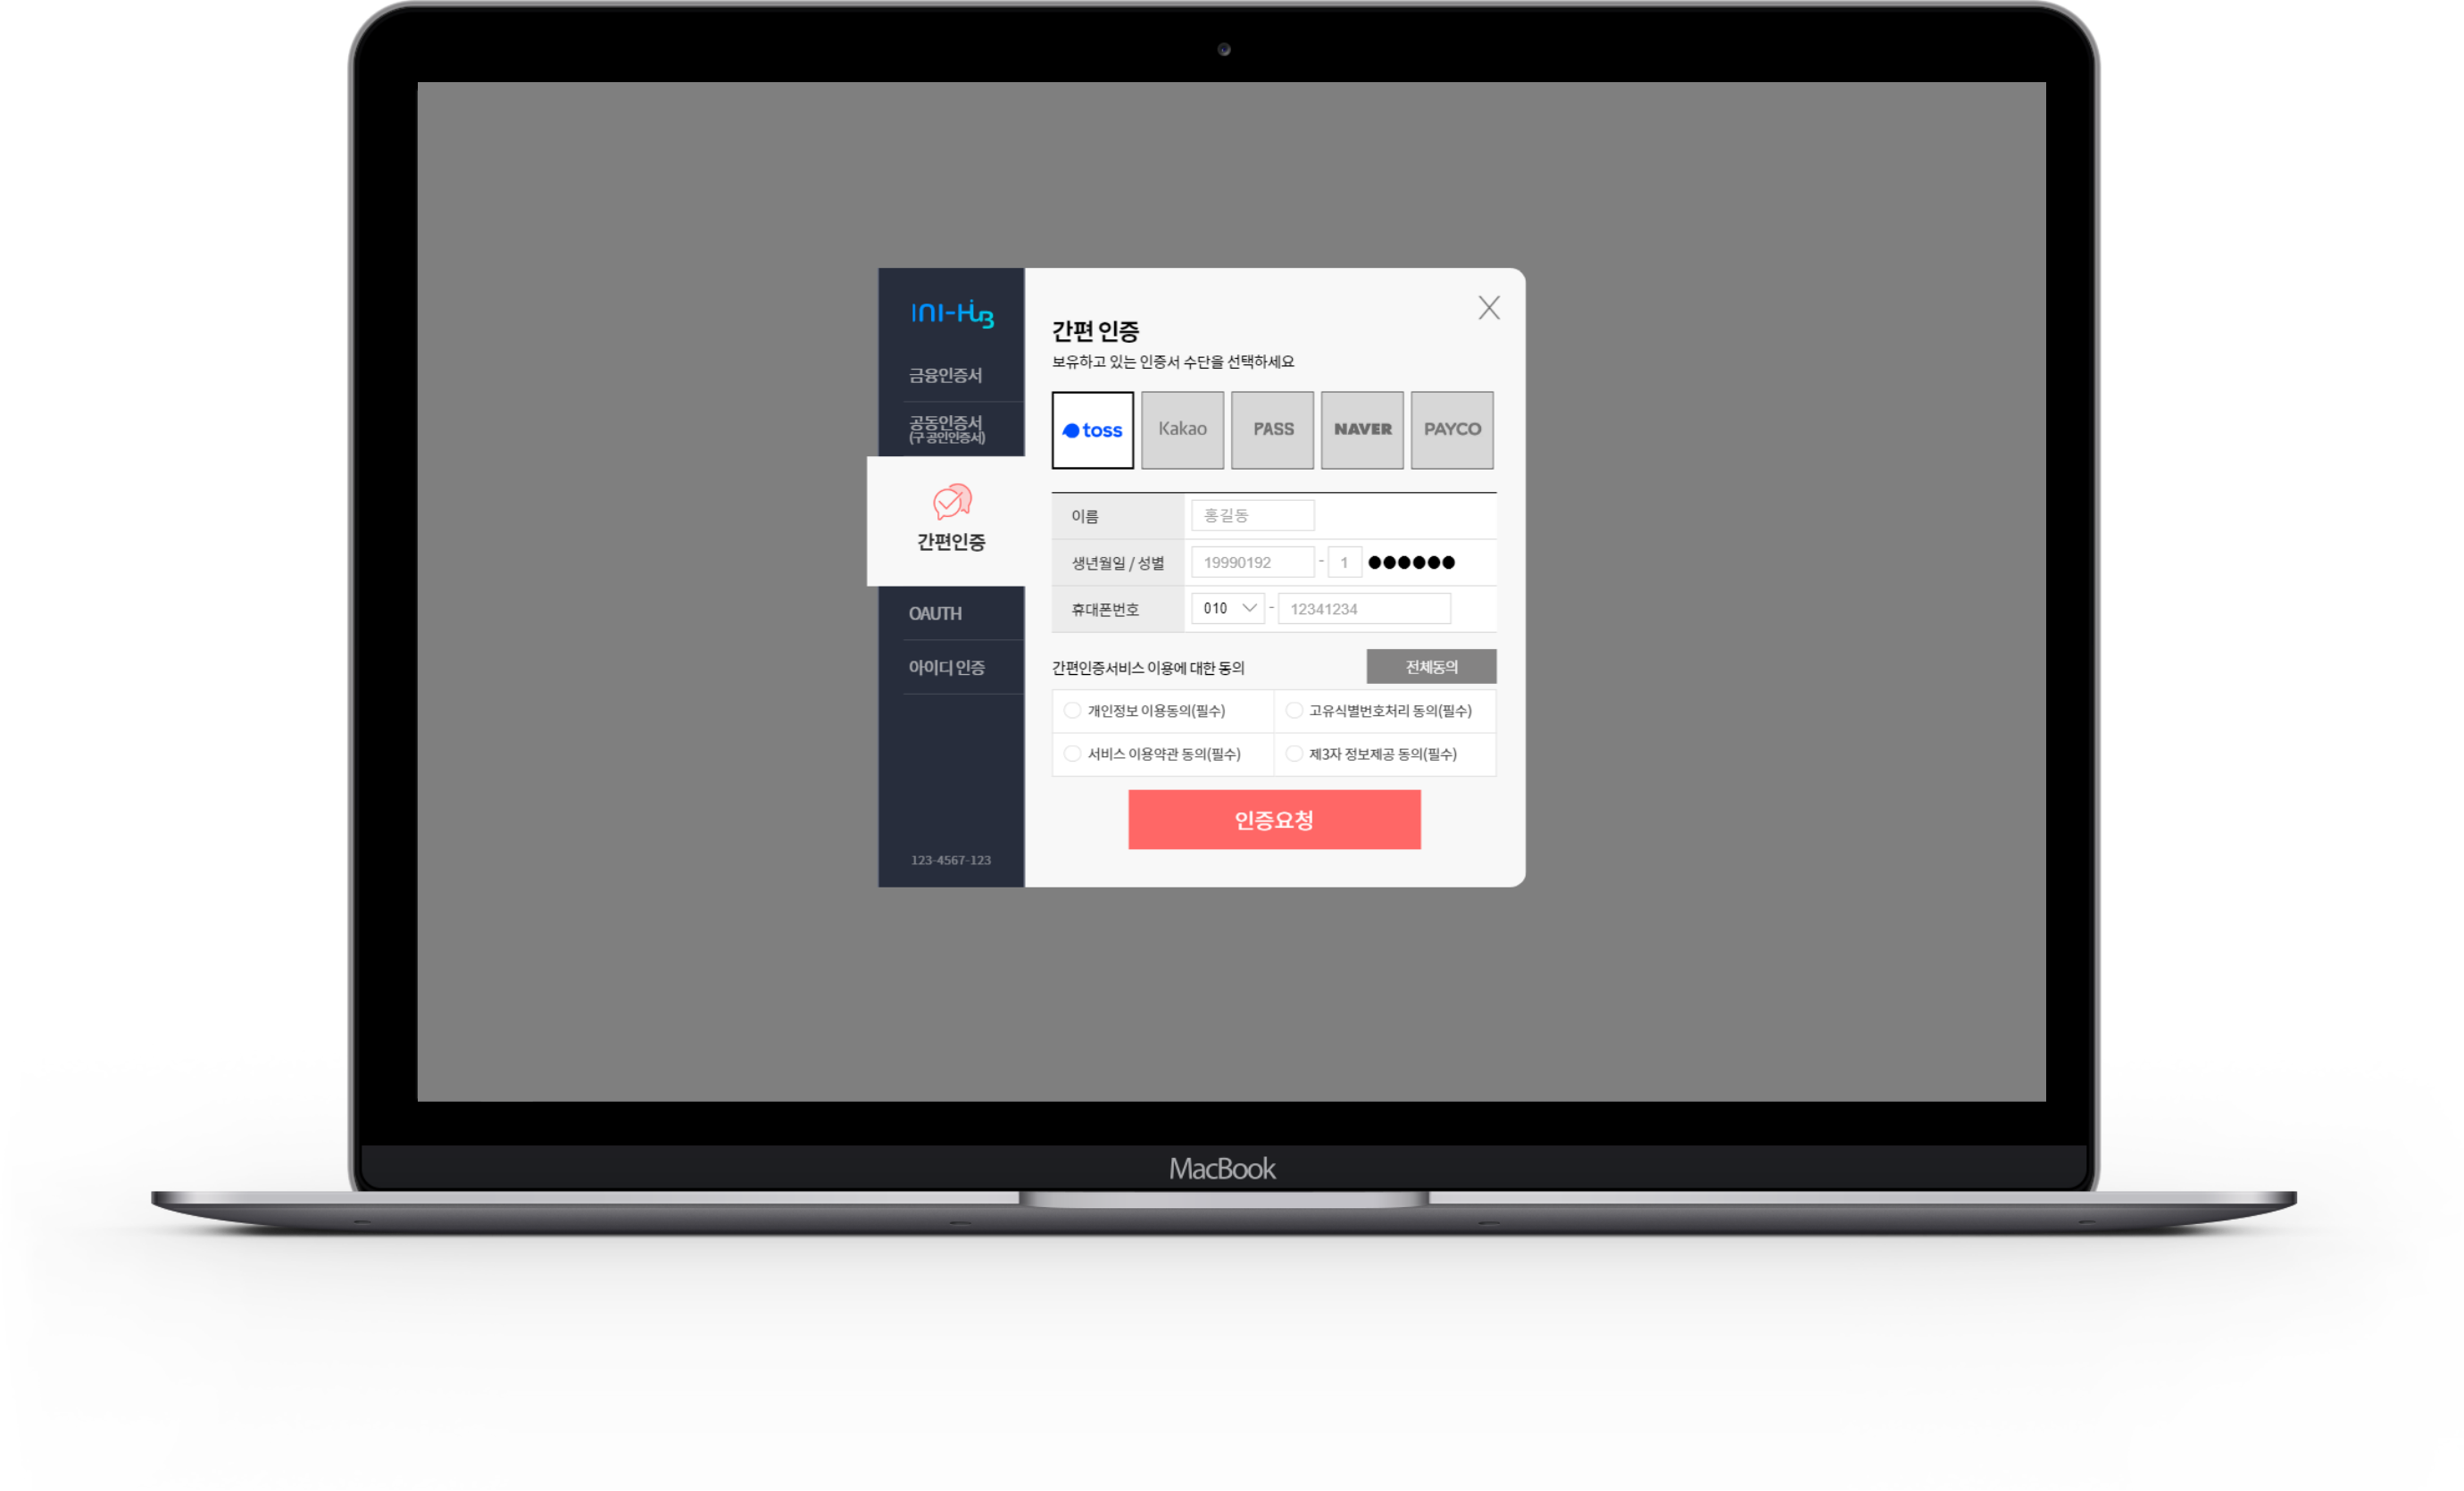 INI-HUB
금융인증서
공동인증서
(구 공인인증서)
간편인증
OAUTH
아이디 인증
123-4567-123
간편 인증
보유하고 있는 인증서 수단을 선택하세요
toss Kakao PASS NAVER PAYCO
이름 홍길동
생년월일 / 성별 19990192 - 1 ●●●●●●
휴대폰번호 010 - 12341234
간편인증서비스 이용에 대한 동의 전체동의
개인정보 이용동의(필수) 고유식별번호처리 동의(필수)
서비스 이용약관 동의(필수) 제3자 정보제공 동의(필수)
인증요청
MacBook